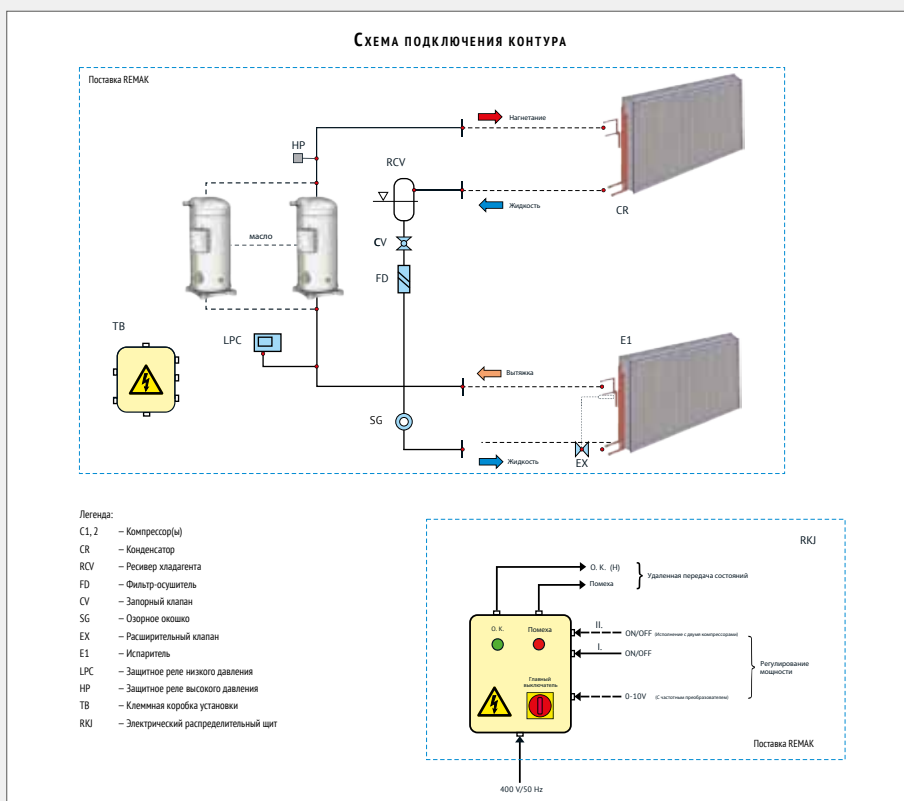 Схема подключения контура
Поставка REMAK
Нагнетание
HP
RCV
Жидкость
CR
масло
CV
FD
TB
LPC
E1
Вытяжка
SG
Жидкость
EX
Легенда:
C1, 2 – Компрессор(ы)
CR – Конденсатор
RCV – Ресивер хладагента
FD – Фильтр-осушитель
CV – Запорный клапан
SG – Озорное окошко
EX – Расширительный клапан
E1 – Испаритель
LPC – Защитное реле низкого давления
HP – Защитное реле высокого давления
TB – Клеммная коробка установки
RKJ – Электрический распределительный щит
RKJ
О. К. (Н)
Помеха
Удаленная передача состояний
О. К.
Помеха
II.
ON/OFF (Исполнение с двумя компрессорами)
I.
ON/OFF
Регулирование
мощности
Главный
выключатель
0-10V (С частотным преобразователем)
Поставка REMAK
400 V/50 Hz